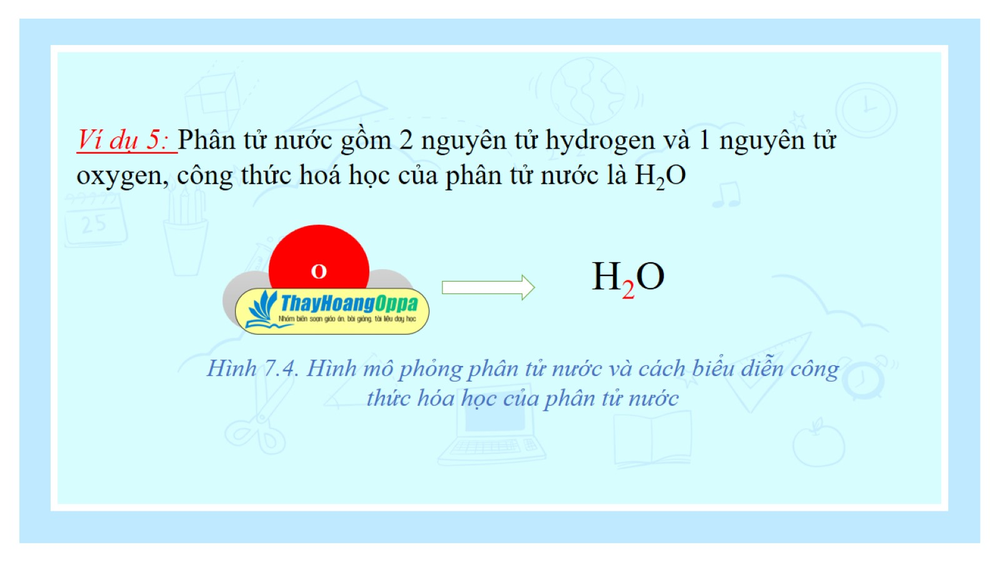 Ví dụ 5: Phân tử nước gồm 2 nguyên tử hydrogen và 1 nguyên tử
oxygen, công thức hoá học của phân tử nước là H₂O
O
ThayHoangOppa
Nhóm biên soạn giáo án, bài giảng, tài liệu dạy học
H₂O
Hình 7.4. Hình mô phỏng phân tử nước và cách biểu diễn công
thức hóa học của phân tử nước
25